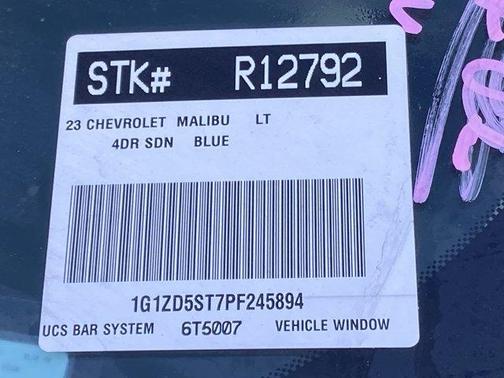 STK# R12792
23 CHEVROLET MALIBU LT
4DR SDN BLUE
1G1ZD5ST7PF245894
UCS BAR SYSTEM 6T5007 VEHICLE WINDOW